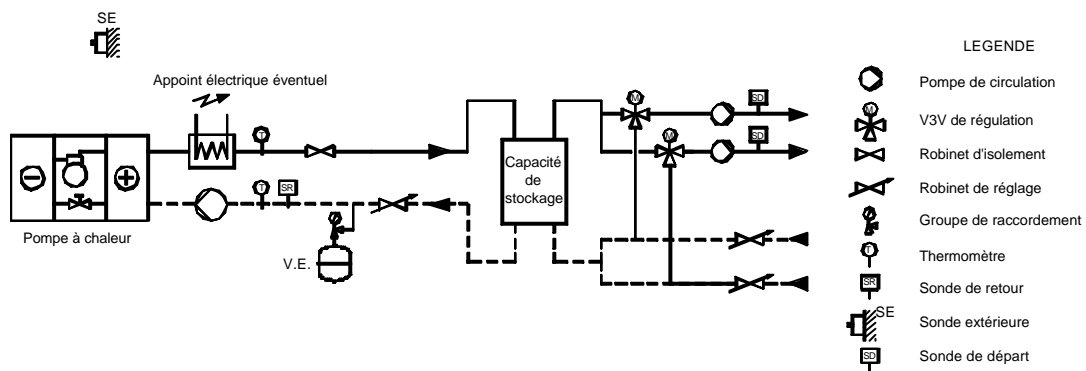 SE
LEGENDE
Appoint électrique éventuel
Pompe de circulation
M
M
SD
V3V de régulation
M
SD
T
Robinet d'isolement
Capacité
de
stockage
T
SR
Robinet de réglage
Groupe de raccordement
Pompe à chaleur
V.E.
T
Thermomètre
SR
Sonde de retour
SE
Sonde extérieure
SD
Sonde de départ